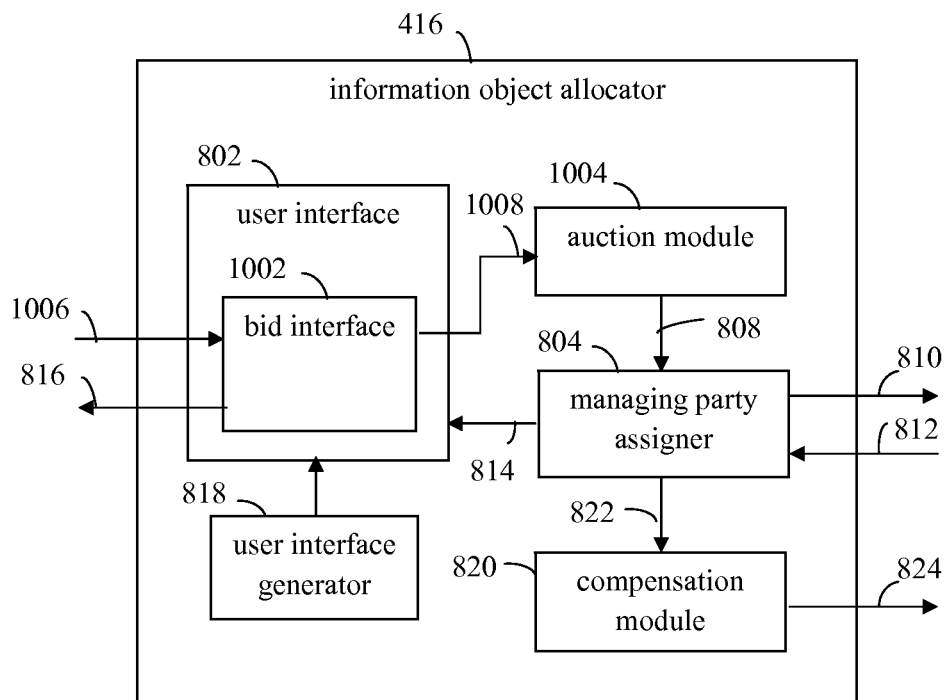 416
information object allocator
802
user interface
1004
auction module
1008
1002
bid interface
1006
816
808
804
managing party
assigner
810
812
814
818
user interface
generator
822
820
compensation
module
824